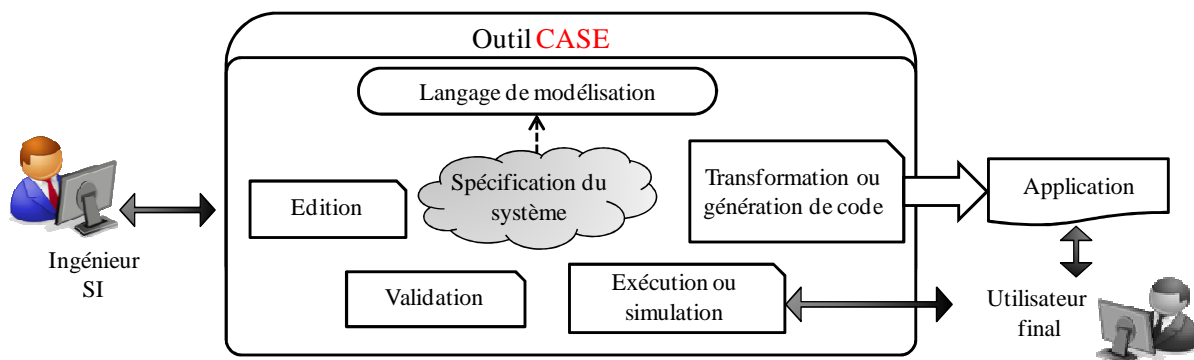 Outil CASE
Langage de modélisation
Spécification du
système
Edition
Transformation ou
génération de code
Application
Ingénieur
SI
Validation
Exécution ou
simulation
Utilisateur
final